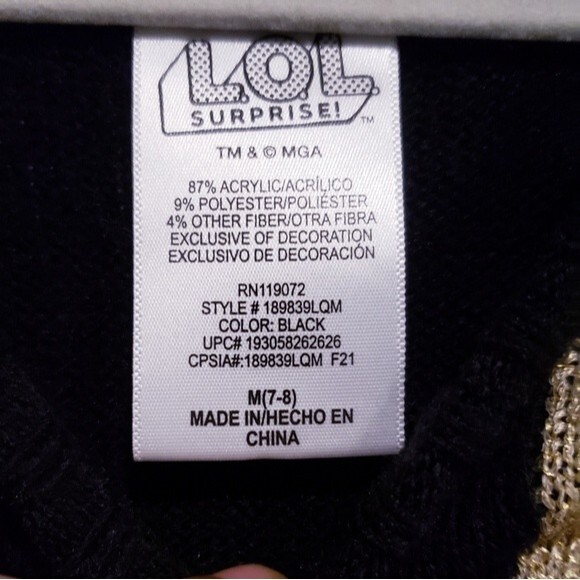 L.O.L.
SURPRISE!™
TM & © MGA
87% ACRYLIC/ACRÍLICO
9% POLYESTER/POLIÉSTER
4% OTHER FIBER/OTRA FIBRA
EXCLUSIVE OF DECORATION
EXCLUSIVO DE DECORACIÓN
RN119072
STYLE # 189839LQM
COLOR: BLACK
UPC# 193058262626
CPSIA#:189839LQM F21
M(7-8)
MADE IN/HECHO EN
CHINA